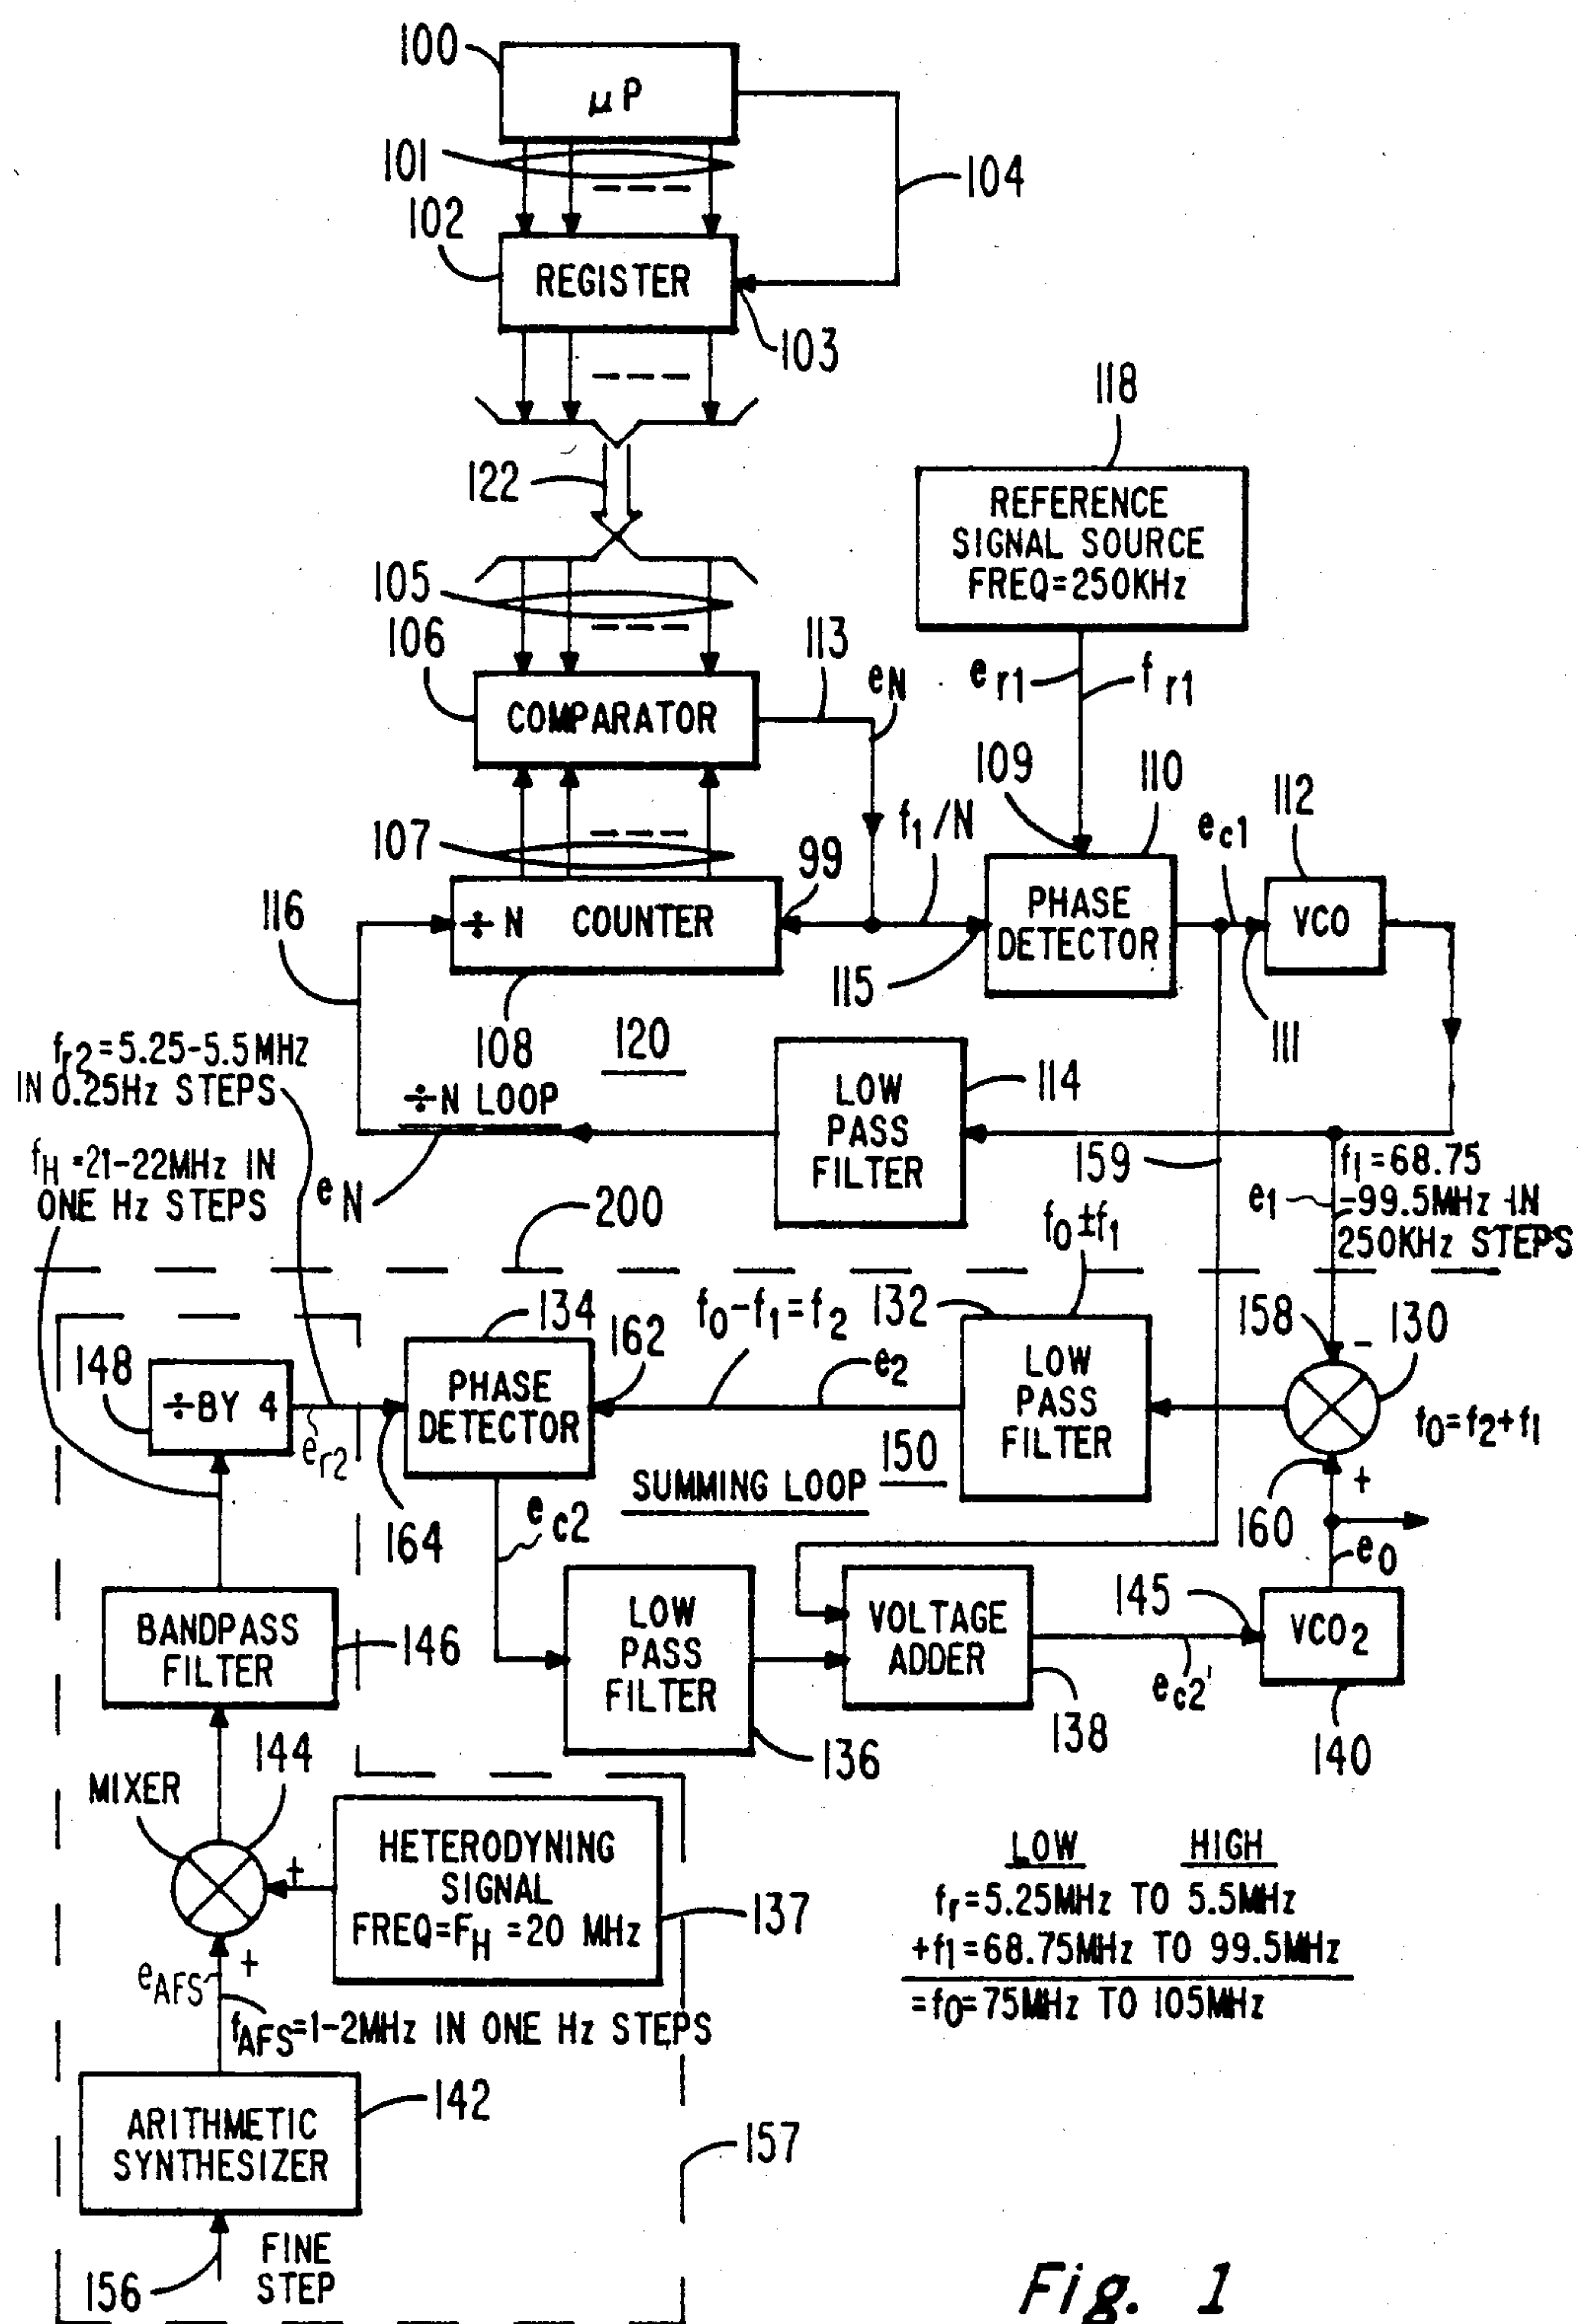 100
μP
101
104
102
REGISTER
103
118
122
REFERENCE
SIGNAL SOURCE
FREQ=250KHz
105
106
113
eN
er1
fr1
COMPARATOR
109
110
112
107
f1/N
ec1
99
116
÷N COUNTER
PHASE
DETECTOR
VCO
115
111
108
120
fr2=5.25-5.5MHz
IN 0.25Hz STEPS
÷N LOOP
LOW
PASS
FILTER
114
fH=21-22MHz IN
ONE Hz STEPS
eN
159
e1
f1=68.75
-99.5MHz IN
250KHz STEPS
200
f0±f1
134
162
f0-f1=f2
132
158
-
130
148
÷BY 4
PHASE
DETECTOR
e2
LOW
PASS
FILTER
f0=f2+f1
er2
164
SUMMING LOOP
150
160
+
ec2
e0
BANDPASS
FILTER
146
LOW
PASS
FILTER
VOLTAGE
ADDER
145
VCO2
ec2'
136
138
140
MIXER
144
+
HETERODYNING
SIGNAL
FREQ=FH=20 MHz
137
LOW HIGH
fr=5.25MHz TO 5.5MHz
+f1=68.75MHz TO 99.5MHz
=f0=75MHz TO 105MHz
eAFS
+
fAFS=1-2MHz IN ONE Hz STEPS
142
ARITHMETIC
SYNTHESIZER
157
156
FINE
STEP
Fig. 1